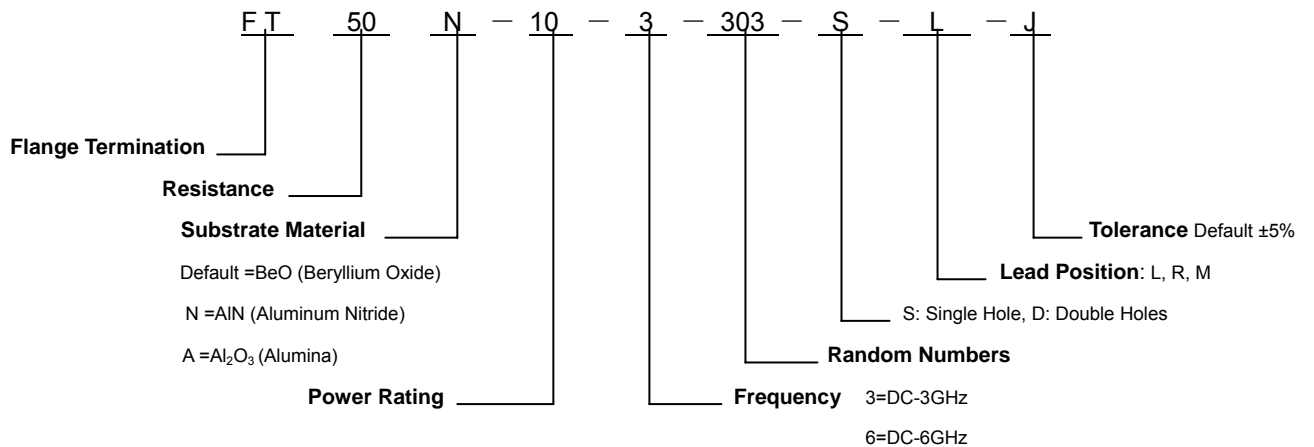 FT 50 N — 10 — 3 — 303 — S — L — J
Flange Termination
Resistance
Substrate Material
Default =BeO (Beryllium Oxide)
N =AlN (Aluminum Nitride)
A =Al₂O₃ (Alumina)
Power Rating
Tolerance Default ±5%
Lead Position: L, R, M
S: Single Hole, D: Double Holes
Random Numbers
Frequency 3=DC-3GHz
6=DC-6GHz